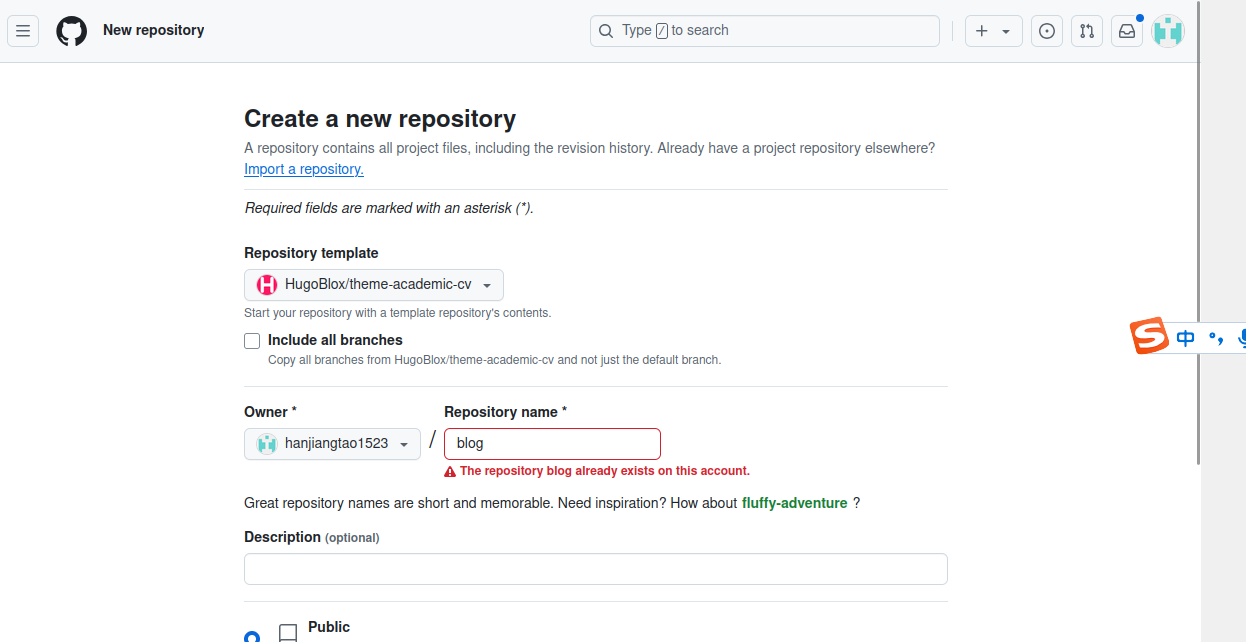 New repository
Type / to search
Create a new repository
A repository contains all project files, including the revision history. Already have a project repository elsewhere?
Import a repository.
Required fields are marked with an asterisk (*).
Repository template
HugoBlox/theme-academic-cv
Start your repository with a template repository's contents.
Include all branches
Copy all branches from HugoBlox/theme-academic-cv and not just the default branch.
Owner *
Repository name *
hanjiangtao1523
/
blog
The repository blog already exists on this account.
Great repository names are short and memorable. Need inspiration? How about fluffy-adventure ?
Description (optional)
Public
中